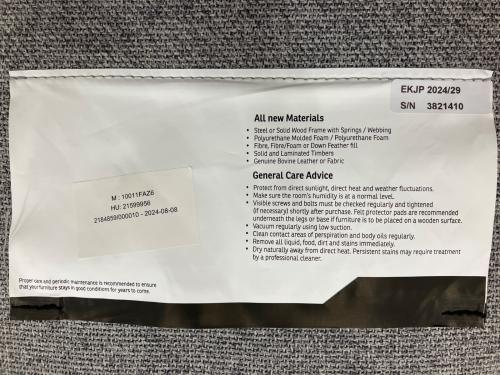 EKJP 2024/29
S/N 3821410
All new Materials
• Steel or Solid Wood Frame with Springs / Webbing
• Polyurethane Molded Foam / Polyurethane Foam
• Fibre, Fibre/Foam or Down Feather fill
• Solid and Laminated Timbers
• Genuine Bovine Leather or Fabric
General Care Advice
• Protect from direct sunlight, direct heat and weather fluctuations.
• Make sure the room's humidity is at a normal level.
• Visible screws and bolts must be checked regularly and tightened
(if necessary) shortly after purchase. Felt protector pads are recommended
underneath the legs or base if furniture is to be placed on a wooden surface.
• Vacuum regularly using low suction.
• Clean contact areas of perspiration and body oils regularly.
• Remove all liquid, food, dirt and stains immediately.
• Dry naturally away from direct heat. Persistent stains may require treatment
by a professional cleaner.
M : 10011FAZ6
HU: 21599956
2184859/000010 - 2024-08-08
Proper care and periodic maintenance is recommended to ensure
that your furniture stays in good conditions for years to come.